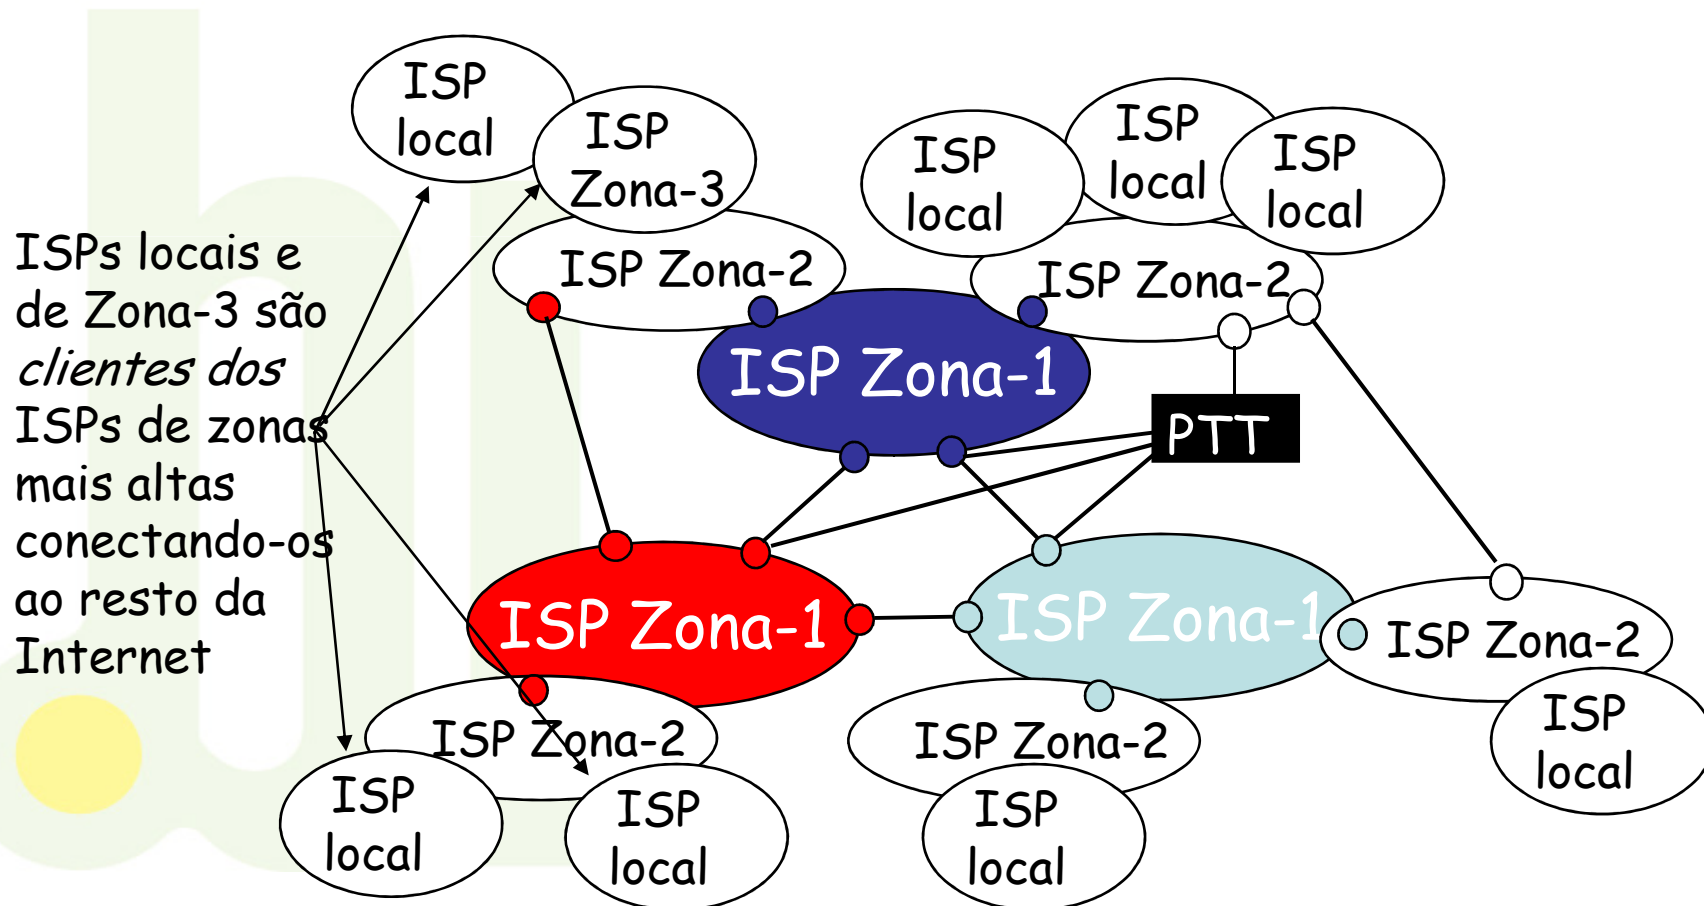 ISP
local
ISP
Zona-3
ISP
local
ISP
local
ISP
local
ISPs locais e
de Zona-3 são
clientes dos
ISPs de zonas
mais altas
conectando-os
ao resto da
Internet
ISP Zona-2
ISP Zona-2
ISP Zona-1
PTT
ISP Zona-1
ISP Zona-1
ISP Zona-2
ISP
local
ISP Zona-2
ISP
local
ISP
local
ISP Zona-2
ISP
local